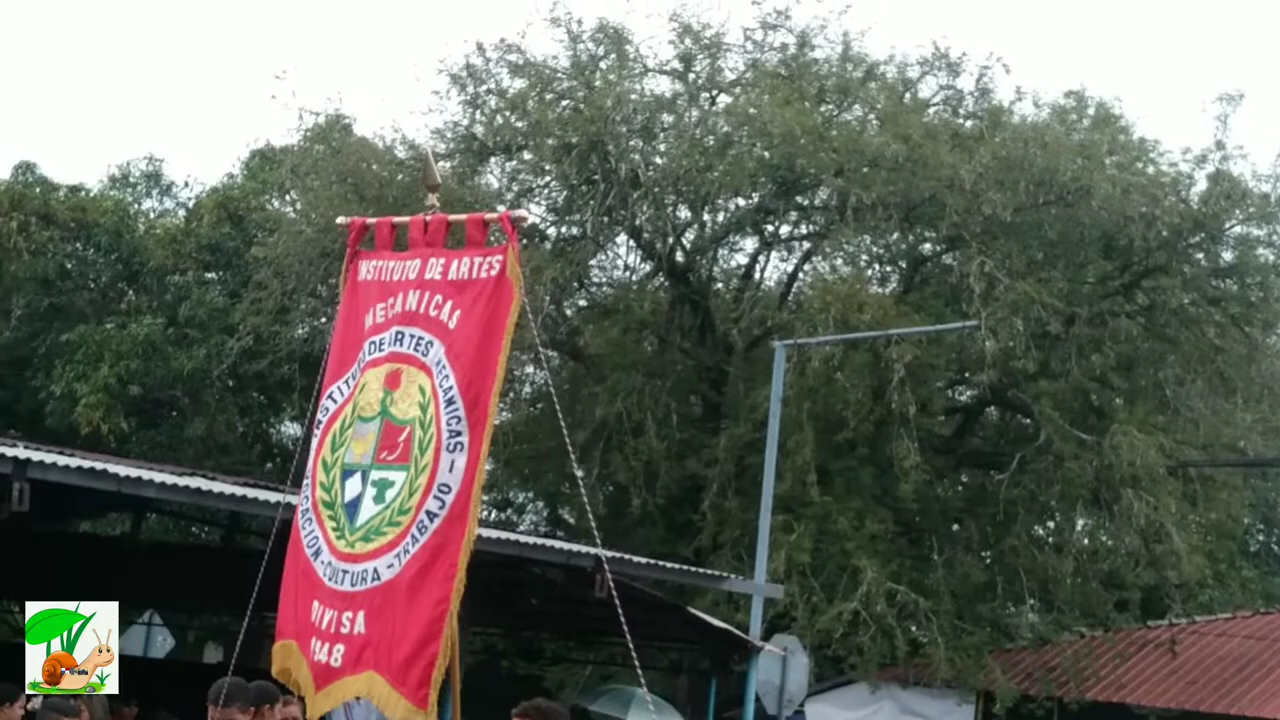 INSTITUTO DE ARTES
MECANICAS
INSTITUTO DE ARTES MECANICAS -
EDUCACION - CULTURA - TRABAJO
DIVISA
1948